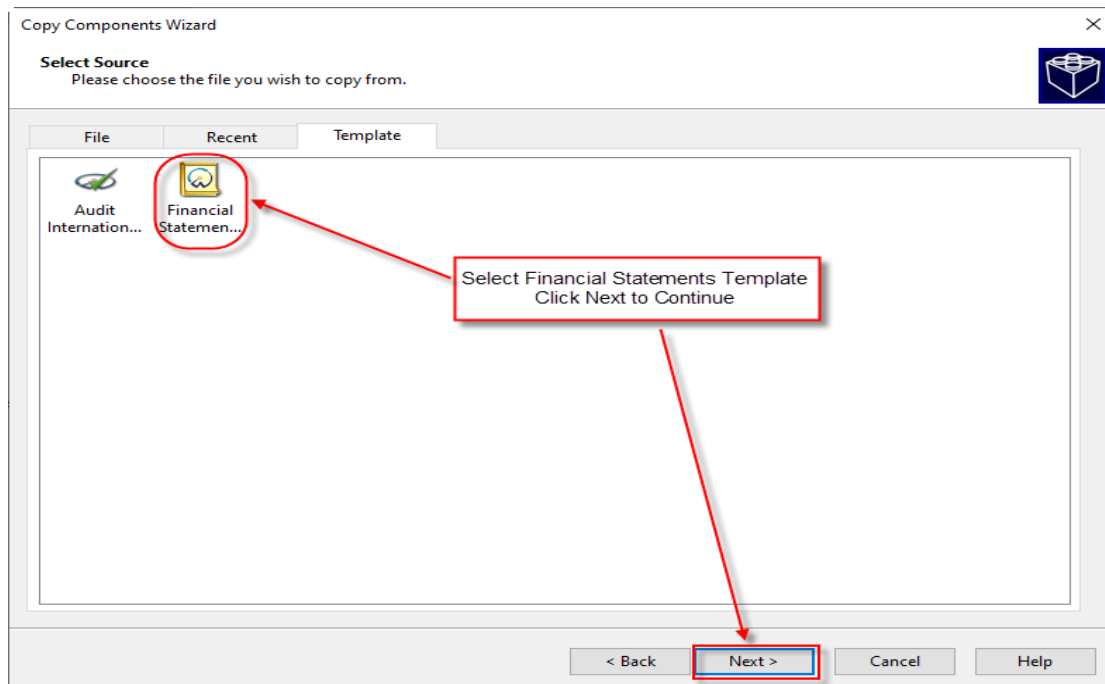 Copy Components Wizard
Select Source
Please choose the file you wish to copy from.
File Recent Template
Audit Financial
Internation... Statemen...
Select Financial Statements Template
Click Next to Continue
< Back Next > Cancel Help